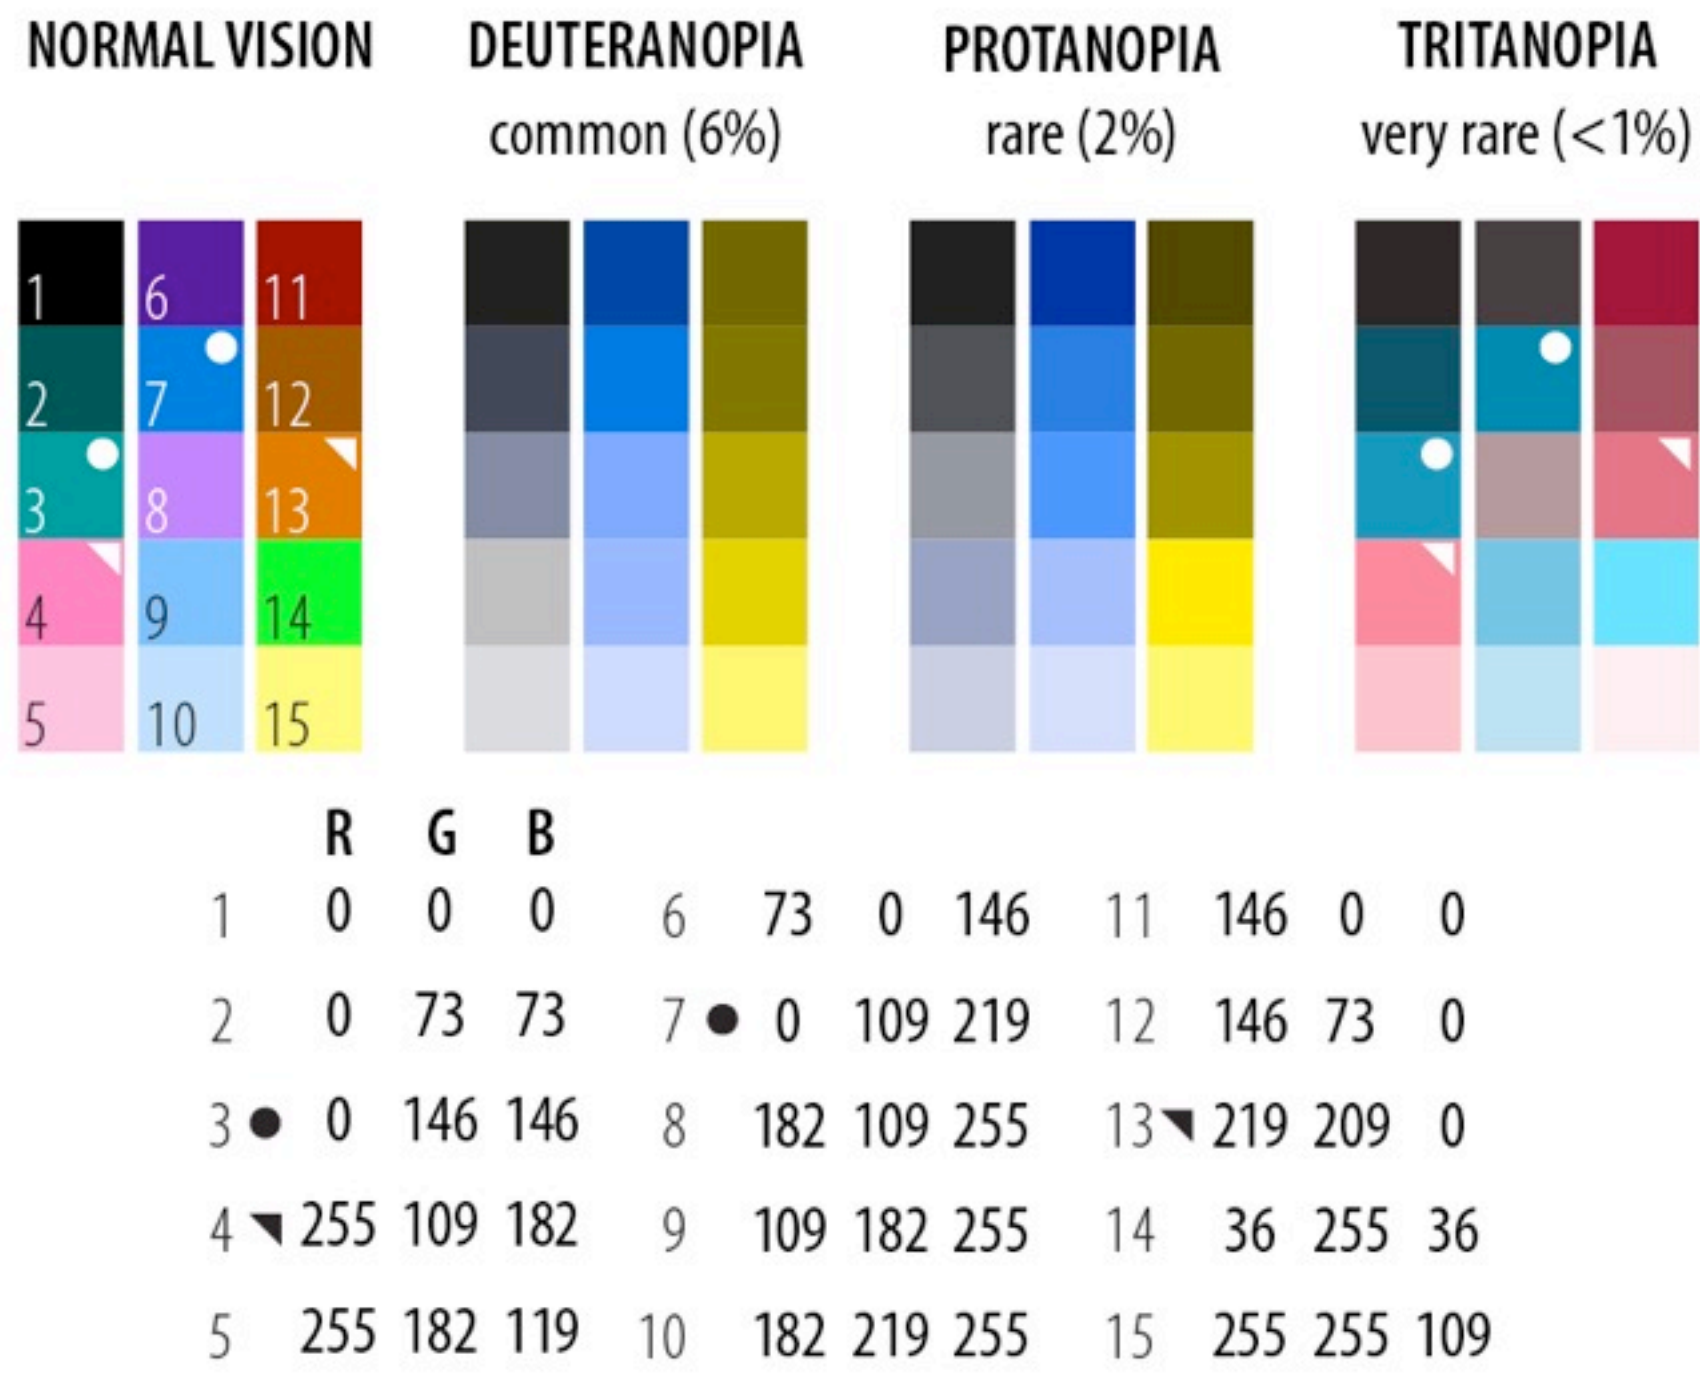 NORMAL VISION DEUTERANOPIA PROTANOPIA TRITANOPIA
common (6%) rare (2%) very rare (<1%)
1 6 11
2 7 12
3 8 13
4 9 14
5 10 15
R G B
1 0 0 0 6 73 0 146 11 146 0 0
2 0 73 73 7 0 109 219 12 146 73 0
3 0 146 146 8 182 109 255 13 219 209 0
4 255 109 182 9 109 182 255 14 36 255 36
5 255 182 119 10 182 219 255 15 255 255 109